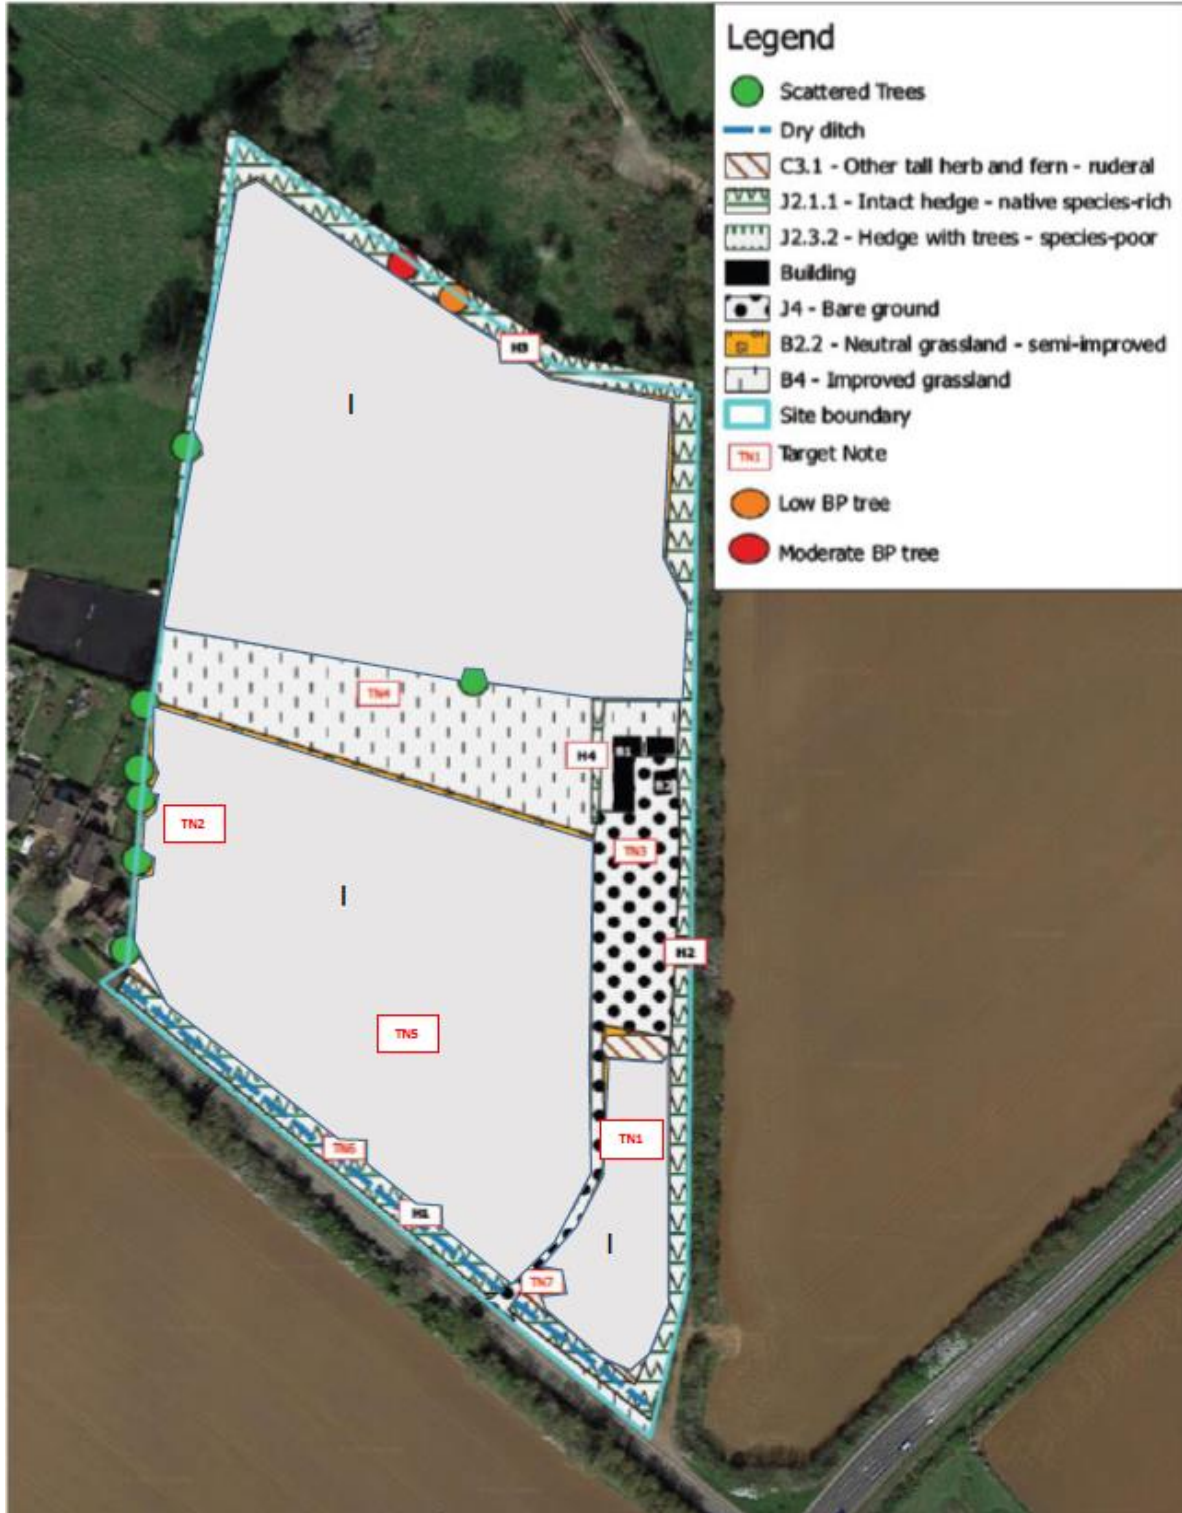 Legend
Scattered Trees
Dry ditch
C3.1 - Other tall herb and fern - ruderal
J2.1.1 - Intact hedge - native species-rich
J2.3.2 - Hedge with trees - species-poor
Building
J4 - Bare ground
B2.2 - Neutral grassland - semi-improved
SI
B4 - Improved grassland
Site boundary
TN1 Target Note
Low BP tree
Moderate BP tree
H3
I
TN4
H4
B1
TN2
TN3
I
H2
TN5
TN1
TN6
H1
I
TN7